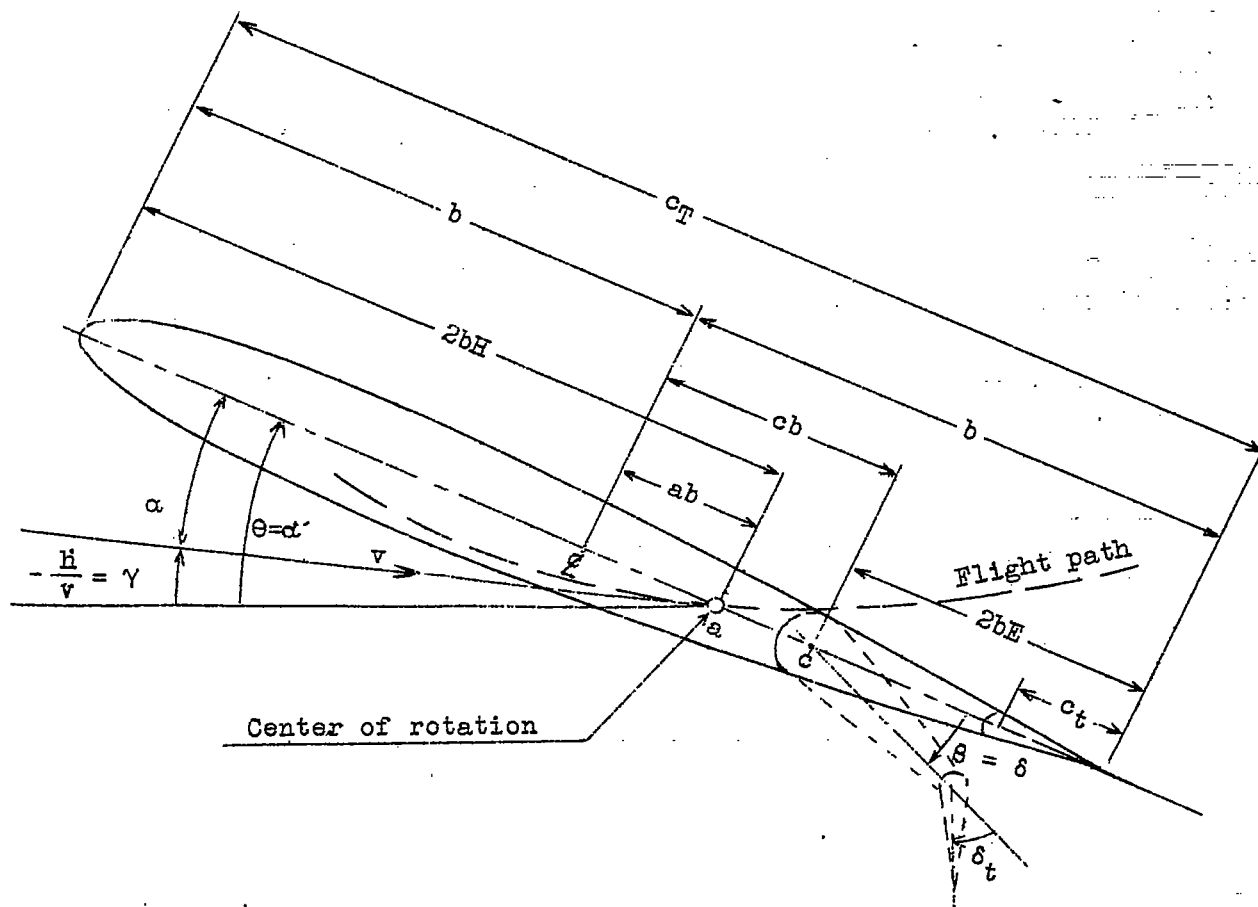 c_T
b
2bH
cb
b
ab
α
θ=α'
v
℄
Flight path
- ḣ/v = γ
a
2bE
c
c_t
Center of rotation
β = δ
δ_t